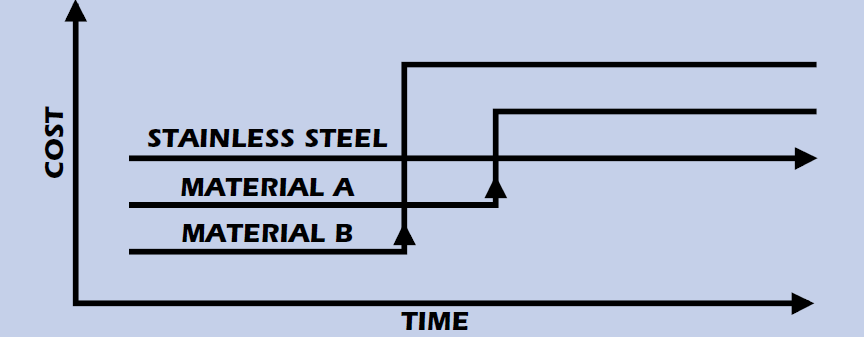 COST
STAINLESS STEEL
MATERIAL A
MATERIAL B
TIME